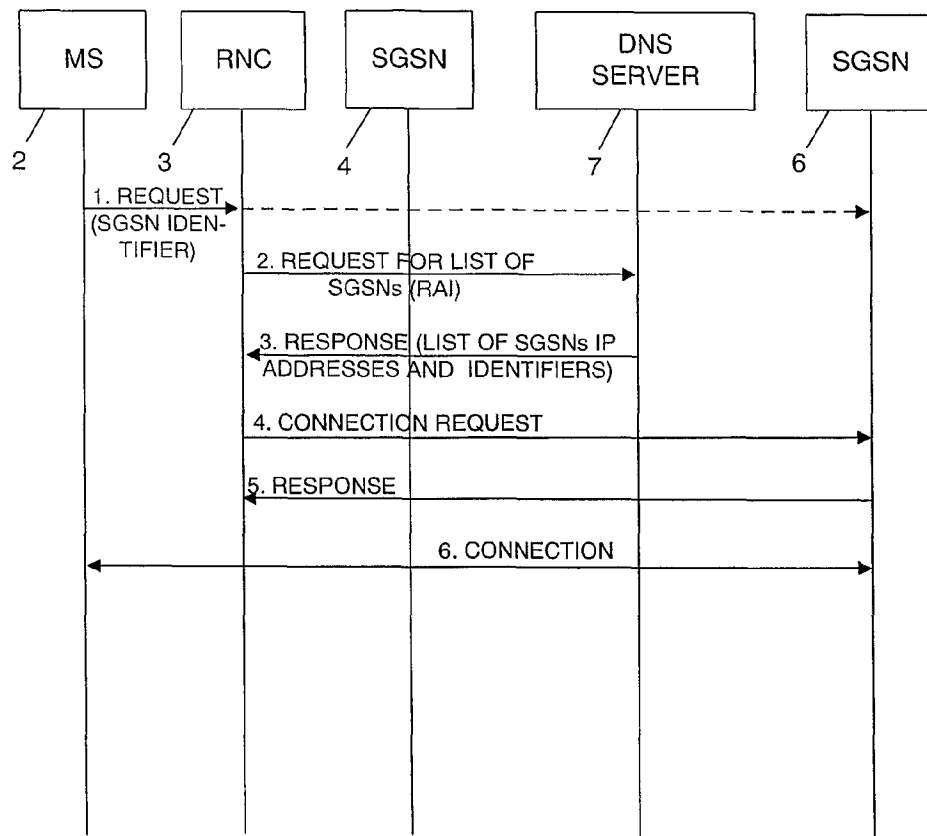 MS
RNC
SGSN
DNS
SERVER
SGSN
2
3
4
7
6
1. REQUEST
(SGSN IDEN-
TIFIER)
2. REQUEST FOR LIST OF
SGSNs (RAI)
3. RESPONSE (LIST OF SGSNs IP
ADDRESSES AND IDENTIFIERS)
4. CONNECTION REQUEST
5. RESPONSE
6. CONNECTION